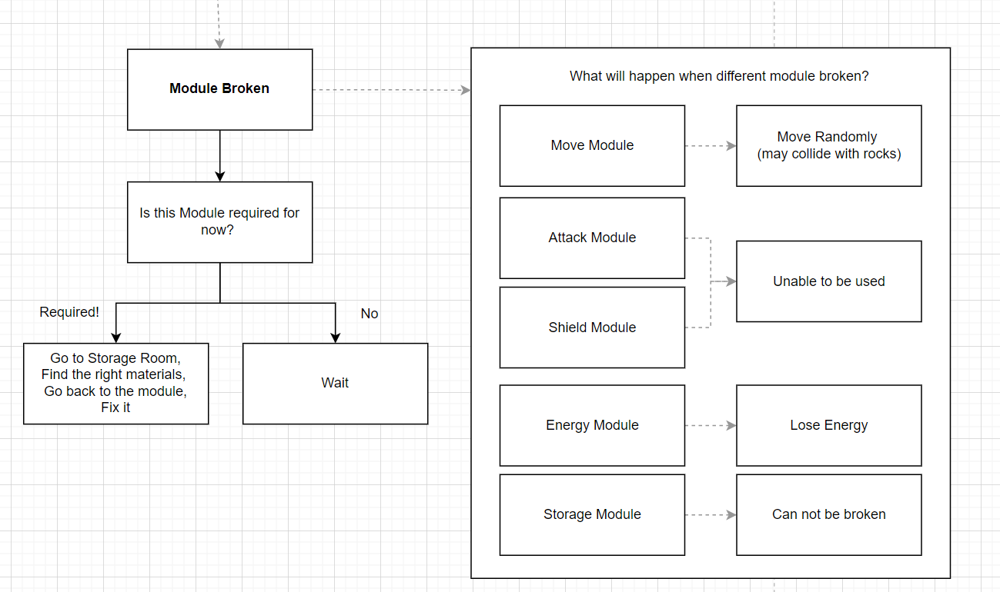 Module Broken
Is this Module required for
now?
Required!
No
Go to Storage Room,
Find the right materials,
Go back to the module,
Fix it
Wait
What will happen when different module broken?
Move Module
Move Randomly
(may collide with rocks)
Attack Module
Shield Module
Unable to be used
Energy Module
Lose Energy
Storage Module
Can not be broken